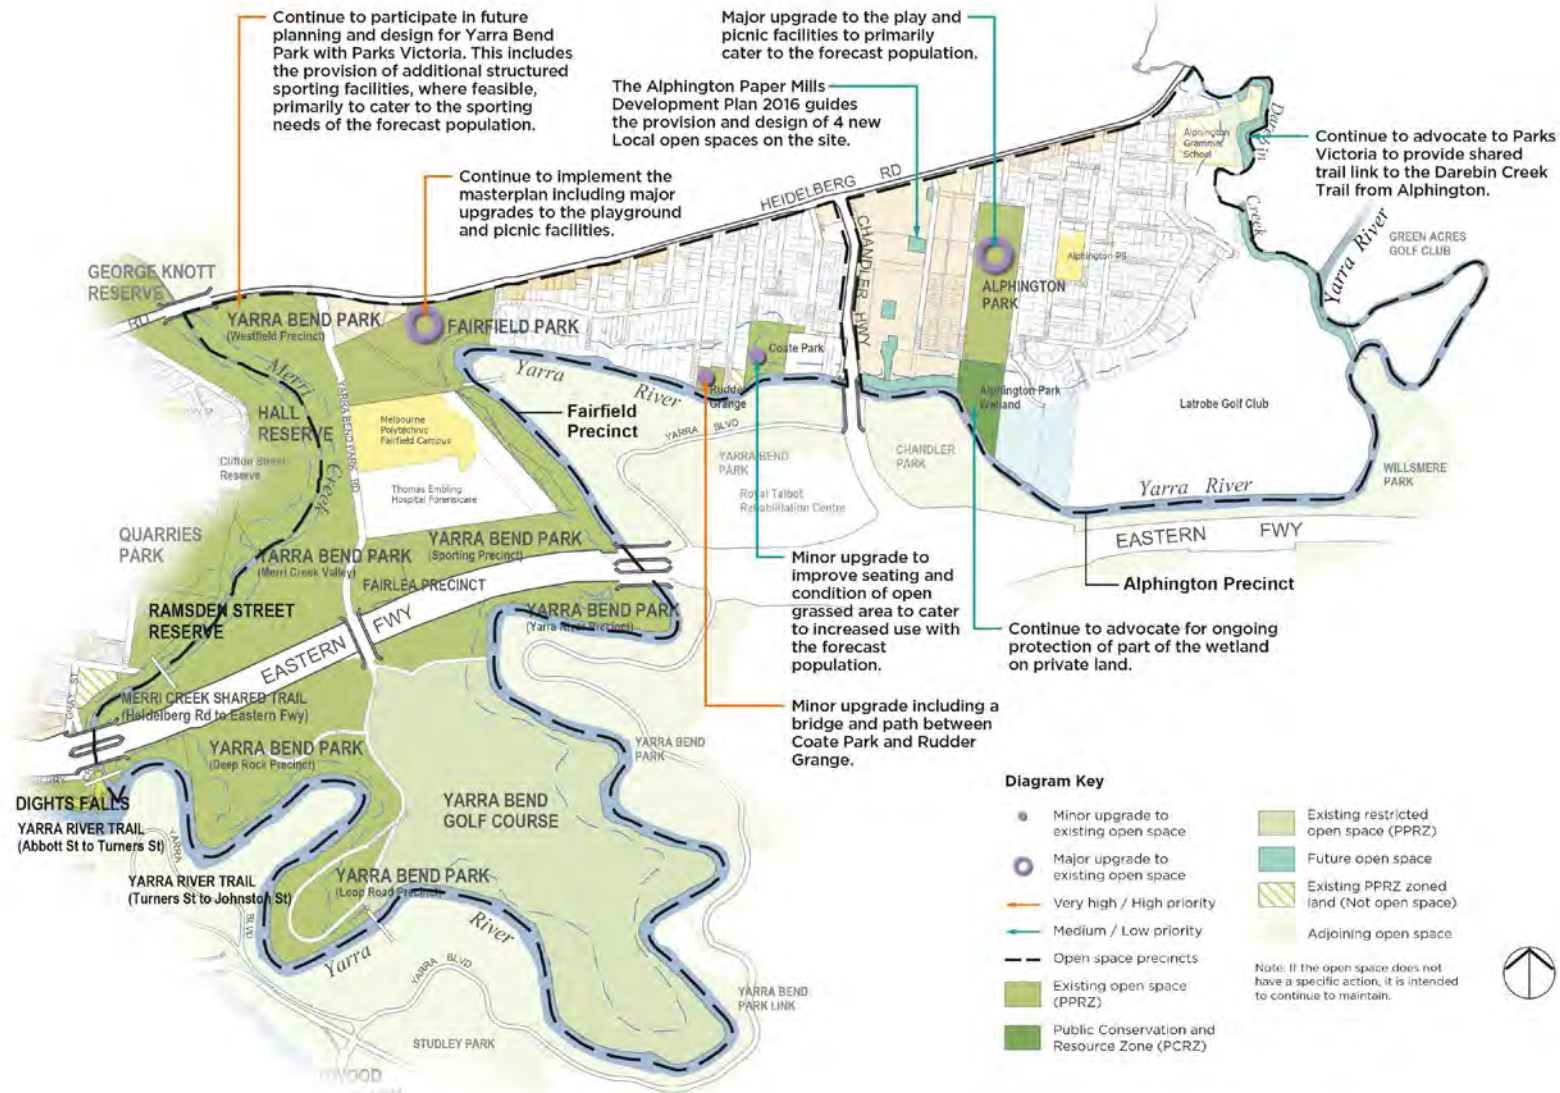 Continue to participate in future
planning and design for Yarra Bend
Park with Parks Victoria. This includes
the provision of additional structured
sporting facilities, where feasible,
primarily to cater to the sporting
needs of the forecast population.
Major upgrade to the play and
picnic facilities to primarily
cater to the forecast population.
The Alphington Paper Mills
Development Plan 2016 guides
the provision and design of 4 new
Local open spaces on the site.
Continue to implement the
masterplan including major
upgrades to the playground
and picnic facilities.
Continue to advocate to Parks
Victoria to provide shared
trail link to the Darebin Creek
Trail from Alphington.
Alphington
Grammar
School
Darebin
Creek
HEIDELBERG RD
CHANDLER HWY
Yarra River
GREEN ACRES
GOLF CLUB
Alphington PS
ALPHINGTON
PARK
GEORGE KNOTT
RESERVE
RD
YARRA BEND PARK
(Westfield Precinct)
FAIRFIELD PARK
Coate Park
Rudder
Grange
Yarra
River
Alphington Park
Wetland
Latrobe Golf Club
Merri
Creek
HALL
RESERVE
YARRA BEND PARK RD
Melbourne
Polytechnic
Fairfield Campus
Fairfield
Precinct
YARRA BLVD
YARRA BEND
PARK
CHANDLER
PARK
WILLSMERE
PARK
Clifton Street
Reserve
Thomas Embling
Hospital Forensicare
Royal Talbot
Rehabilitation Centre
Yarra River
EASTERN FWY
QUARRIES
PARK
YARRA BEND PARK
(Sporting Precinct)
YARRA BEND PARK
(Merri Creek Valley)
FAIRLEA PRECINCT
Alphington Precinct
RAMSDEN STREET
RESERVE
YARRA BEND PARK
(Yarra River Precinct)
EASTERN FWY
Minor upgrade to
improve seating and
condition of open
grassed area to cater
to increased use with
the forecast
population.
Continue to advocate for ongoing
protection of part of the wetland
on private land.
GRAY ST
MERRI CREEK SHARED TRAIL
(Heidelberg Rd to Eastern Fwy)
Minor upgrade including a
bridge and path between
Coate Park and Rudder
Grange.
YARRA BEND PARK
(Deep Rock Precinct)
YARRA BEND
PARK
YARRA BEND
GOLF COURSE
DIGHTS FALLS
YARRA RIVER TRAIL
(Abbott St to Turners St)
YARRA
BLVD
YARRA RIVER TRAIL
(Turners St to Johnston St)
YARRA BEND PARK
(Loop Road Precinct)
Yarra
River
YARRA BLVD
YARRA BEND
PARK LINK
STUDLEY PARK
Diagram Key
Minor upgrade to
existing open space
Major upgrade to
existing open space
Very high / High priority
Medium / Low priority
Open space precincts
Existing open space
(PPRZ)
Public Conservation and
Resource Zone (PCRZ)
Existing restricted
open space (PPRZ)
Future open space
Existing PPRZ zoned
land (Not open space)
Adjoining open space
Note: If the open space does not
have a specific action, it is intended
to continue to maintain.